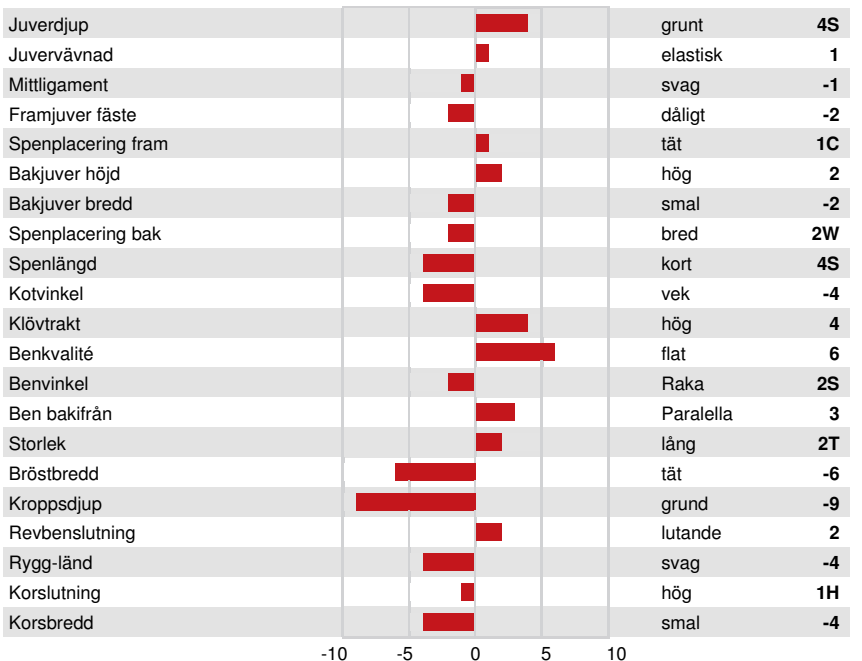 Juverdjup grunt 4S
Juvervävnad elastisk 1
Mittligament svag -1
Framjuver fäste dåligt -2
Spenplacering fram tät 1C
Bakjuver höjd hög 2
Bakjuver bredd smal -2
Spenplacering bak bred 2W
Spenlängd kort 4S
Kotvinkel vek -4
Klövtrakt hög 4
Benkvalité flat 6
Benvinkel Raka 2S
Ben bakifrån Paralella 3
Storlek lång 2T
Bröstbredd tät -6
Kroppsdjup grund -9
Revbenslutning lutande 2
Rygg-länd svag -4
Korslutning hög 1H
Korsbredd smal -4
-10 -5 0 5 10